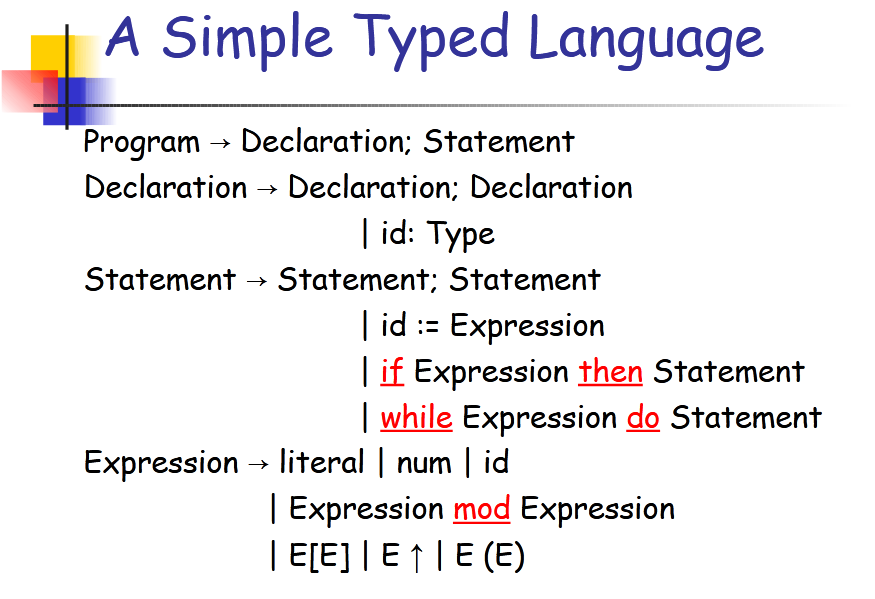 A Simple Typed Language
Program → Declaration; Statement
Declaration → Declaration; Declaration
| id: Type
Statement → Statement; Statement
| id := Expression
| if Expression then Statement
| while Expression do Statement
Expression → literal | num | id
| Expression mod Expression
| E[E] | E ↑ | E (E)